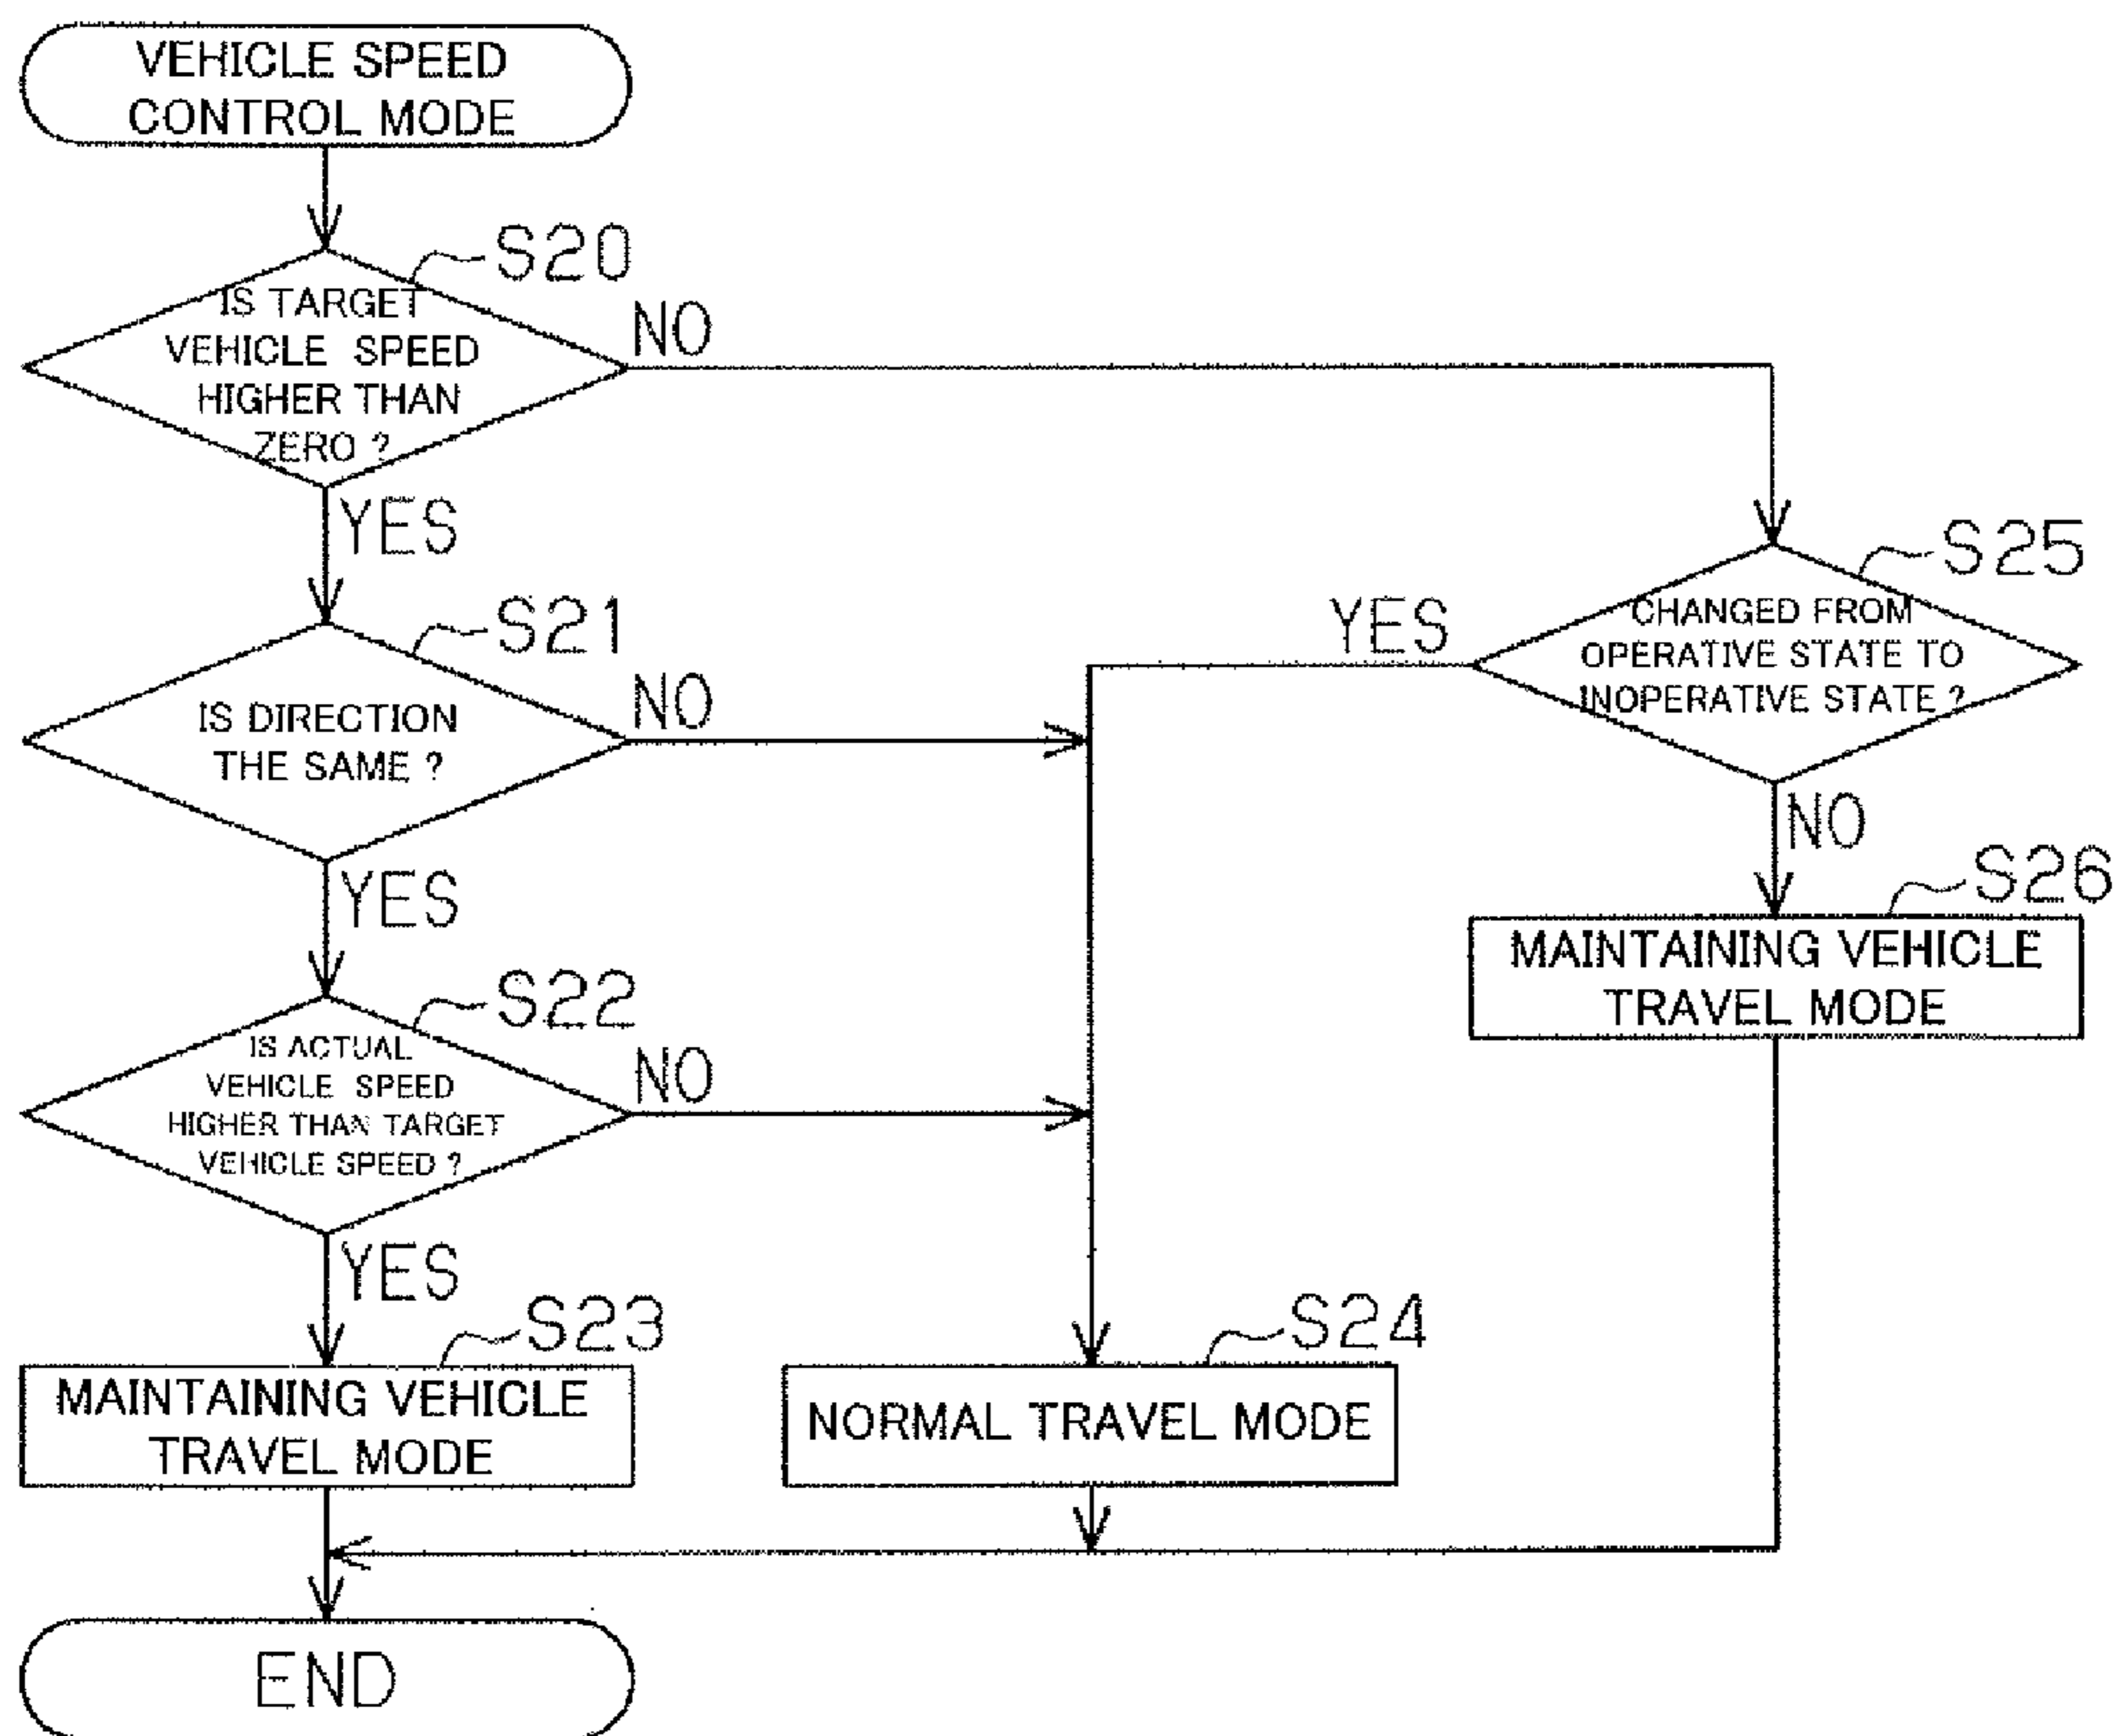 VEHICLE SPEED
CONTROL MODE
S20
IS TARGET
VEHICLE SPEED
HIGHER THAN
ZERO ?
NO
YES
S25
CHANGED FROM
OPERATIVE STATE TO
INOPERATIVE STATE ?
YES
NO
S21
IS DIRECTION
THE SAME ?
NO
YES
S26
MAINTAINING VEHICLE
TRAVEL MODE
S22
IS ACTUAL
VEHICLE SPEED
HIGHER THAN TARGET
VEHICLE SPEED ?
NO
YES
S23
MAINTAINING VEHICLE
TRAVEL MODE
S24
NORMAL TRAVEL MODE
END